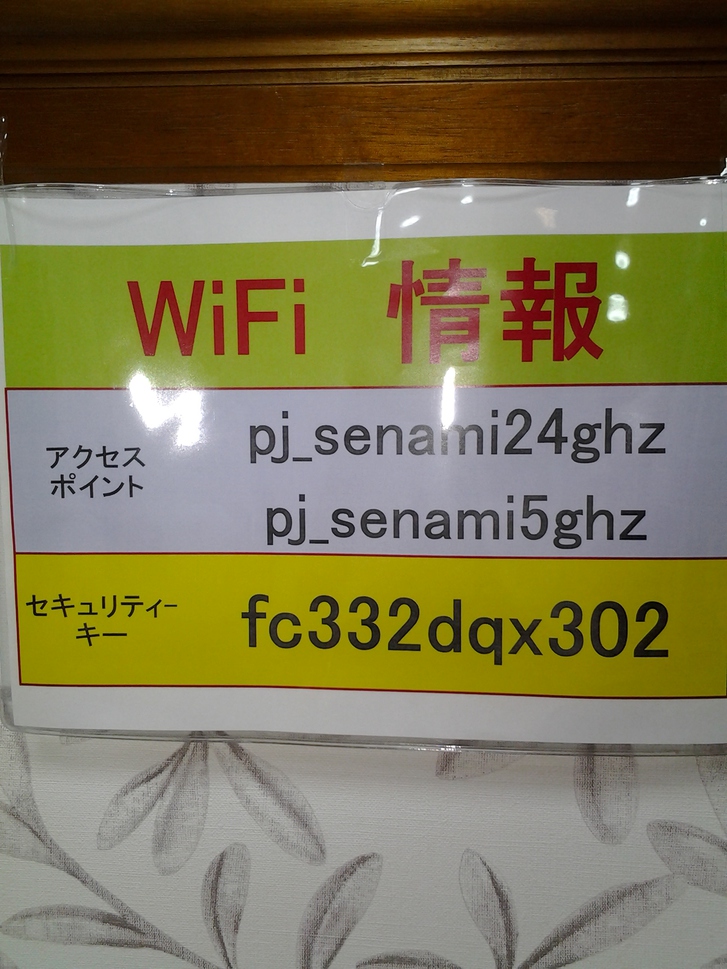 WiFi 情報
アクセス
ポイント
pj_senami24ghz
pj_senami5ghz
セキュリティー
キー
fc332dqx302